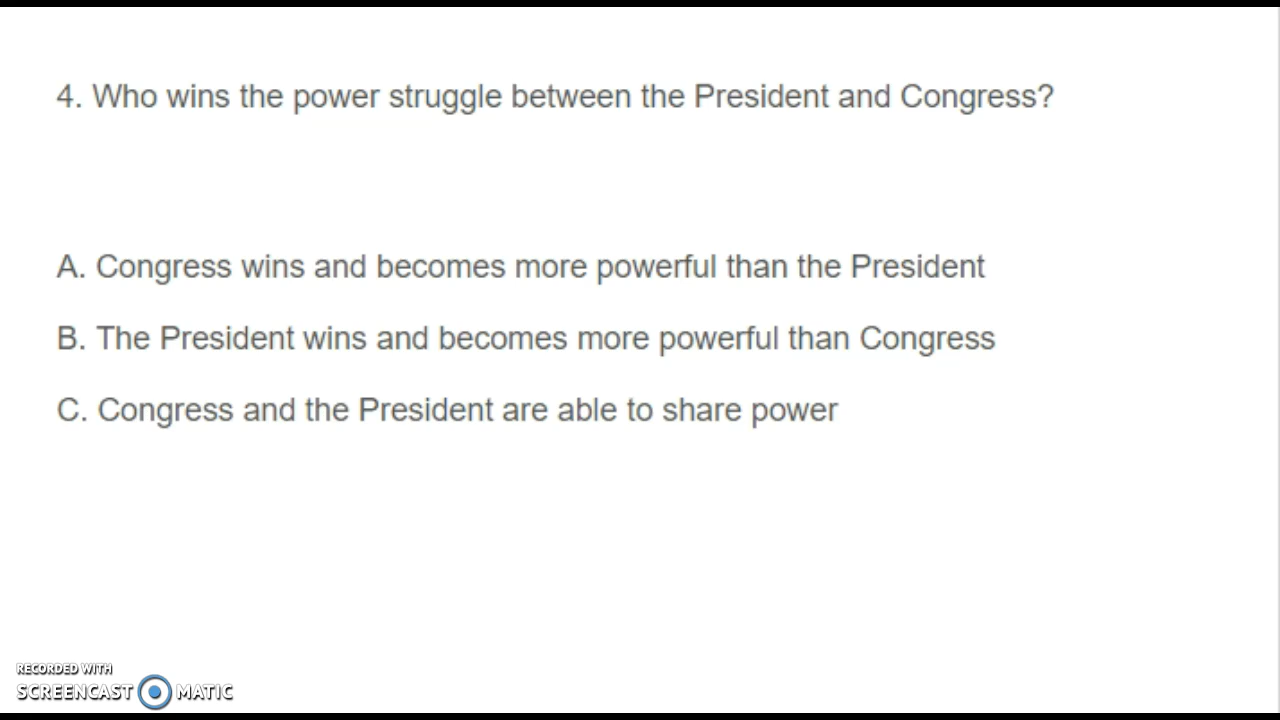 4. Who wins the power struggle between the President and Congress?
A. Congress wins and becomes more powerful than the President
B. The President wins and becomes more powerful than Congress
C. Congress and the President are able to share power
RECORDED WITH
SCREENCAST MATIC